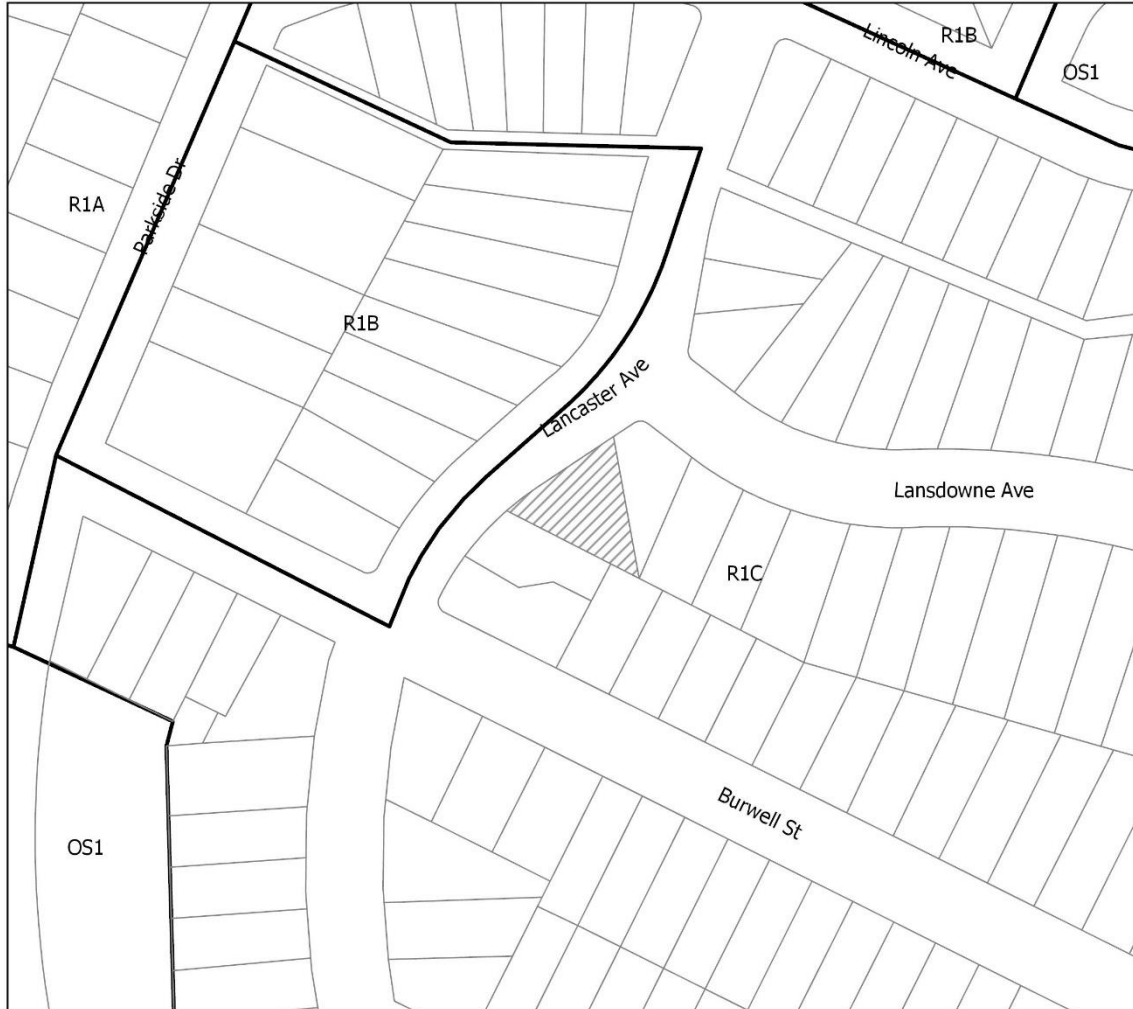 R1B
Lincoln Ave
OS1
R1A
Parkside Dr
R1B
Lancaster Ave
Lansdowne Ave
R1C
Burwell St
OS1